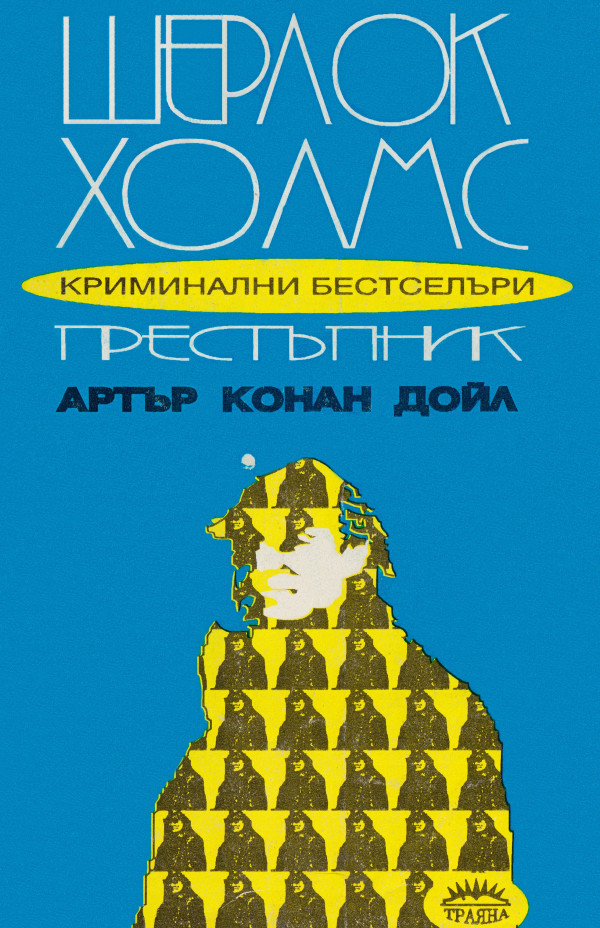 ШЕРЛОК
ХОЛМС
КРИМИНАЛНИ БЕСТСЕЛЪРИ
ПРЕСТЪПНИК
АРТЪР КОНАН ДОЙЛ
ТРАЯНА